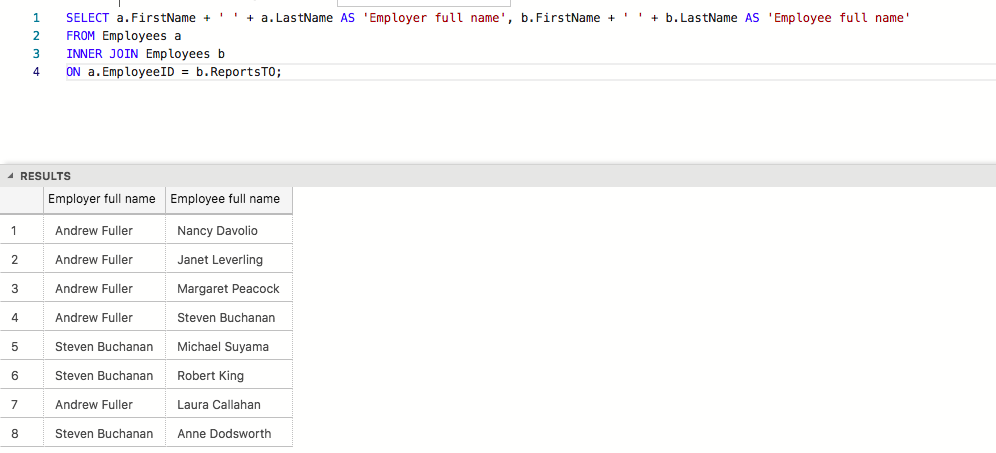 1 SELECT a.FirstName + ' ' + a.LastName AS 'Employer full name', b.FirstName + ' ' + b.LastName AS 'Employee full name'
2 FROM Employees a
3 INNER JOIN Employees b
4 ON a.EmployeeID = b.ReportsTO;
RESULTS
Employer full name Employee full name
1 Andrew Fuller Nancy Davolio
2 Andrew Fuller Janet Leverling
3 Andrew Fuller Margaret Peacock
4 Andrew Fuller Steven Buchanan
5 Steven Buchanan Michael Suyama
6 Steven Buchanan Robert King
7 Andrew Fuller Laura Callahan
8 Steven Buchanan Anne Dodsworth